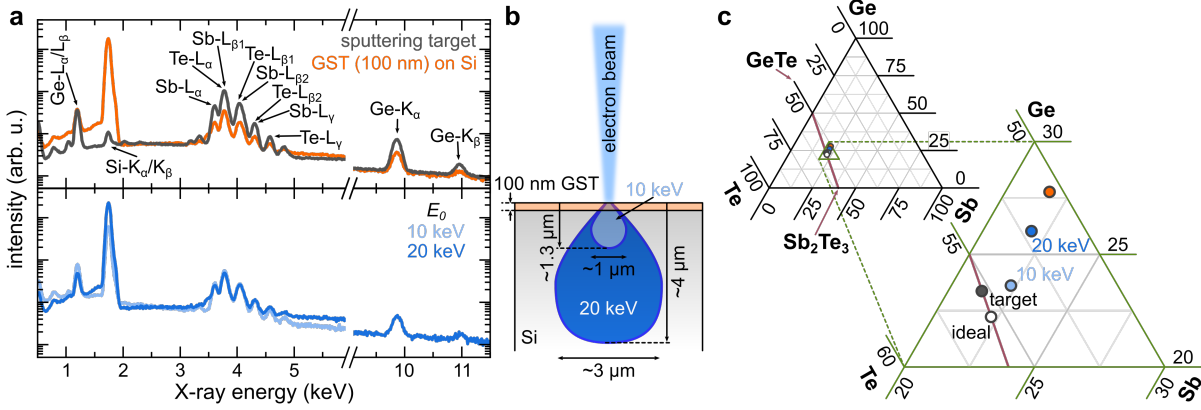 a
intensity (arb. u.)
sputtering target
GST (100 nm) on Si
Ge-Lα/Lβ
Si-Kα/Kβ
Sb-Lα
Te-Lα
Sb-Lβ1
Te-Lβ1
Sb-Lβ2
Te-Lβ2
Sb-Lγ
Te-Lγ
Ge-Kα
Ge-Kβ
E0
10 keV
20 keV
1 2 3 4 5 10 11
X-ray energy (keV)
b
electron beam
100 nm GST
10 keV
~1.3 µm
~1 µm
~4 µm
20 keV
Si
~3 µm
c
Ge
0 100
GeTe
25 75
50 50
75 25
100 0
Te
0 25 50 75 100
Sb
Sb2Te3
Ge
50 30
20 keV
55 25
10 keV
target
ideal
60 20
Te
20 25 30
Sb